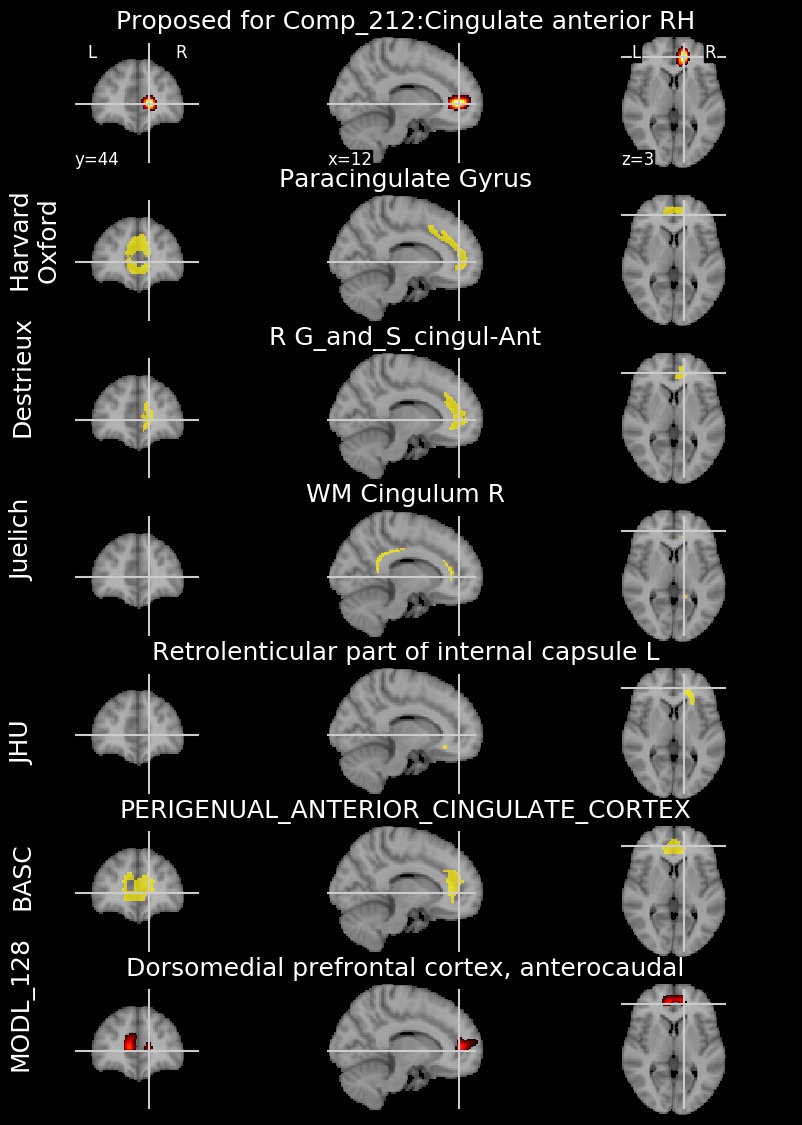 Proposed for Comp_212:Cingulate anterior RH
L R L R
y=44 x=12 z=3
Paracingulate Gyrus
Harvard
Oxford
R G_and_S_cingul-Ant
Destrieux
WM Cingulum R
Juelich
Retrolenticular part of internal capsule L
JHU
PERIGENUAL_ANTERIOR_CINGULATE_CORTEX
BASC
Dorsomedial prefrontal cortex, anterocaudal
MODL_128